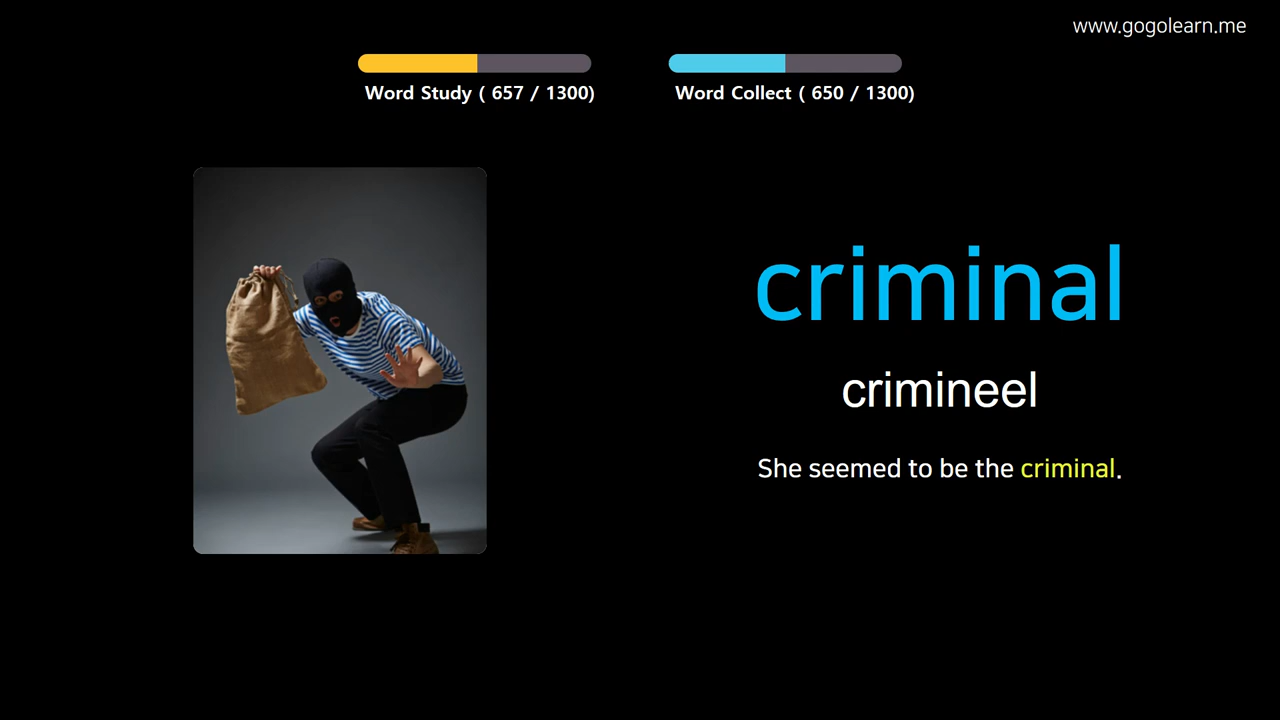 www.gogolearn.me
Word Study ( 657 / 1300)
Word Collect ( 650 / 1300)
criminal
crimineel
She seemed to be the criminal.